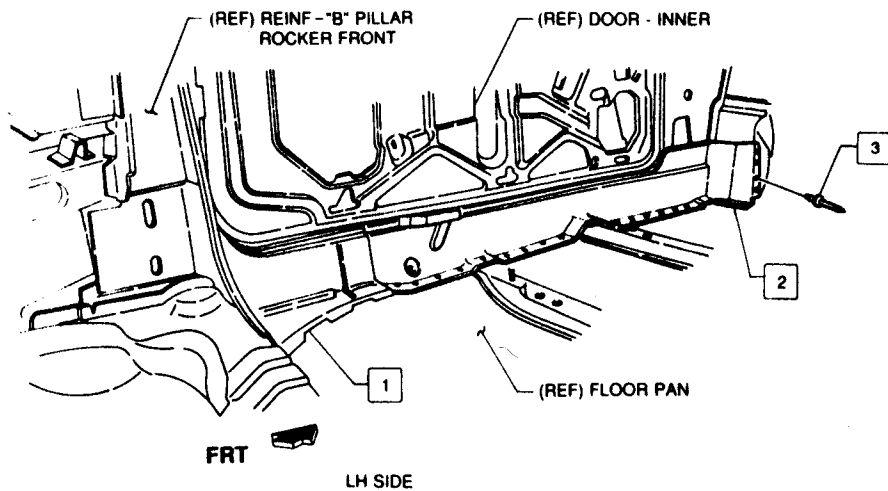 (REF) REINF-"B" PILLAR
ROCKER FRONT
(REF) DOOR - INNER
3
2
1
(REF) FLOOR PAN
FRT
LH SIDE